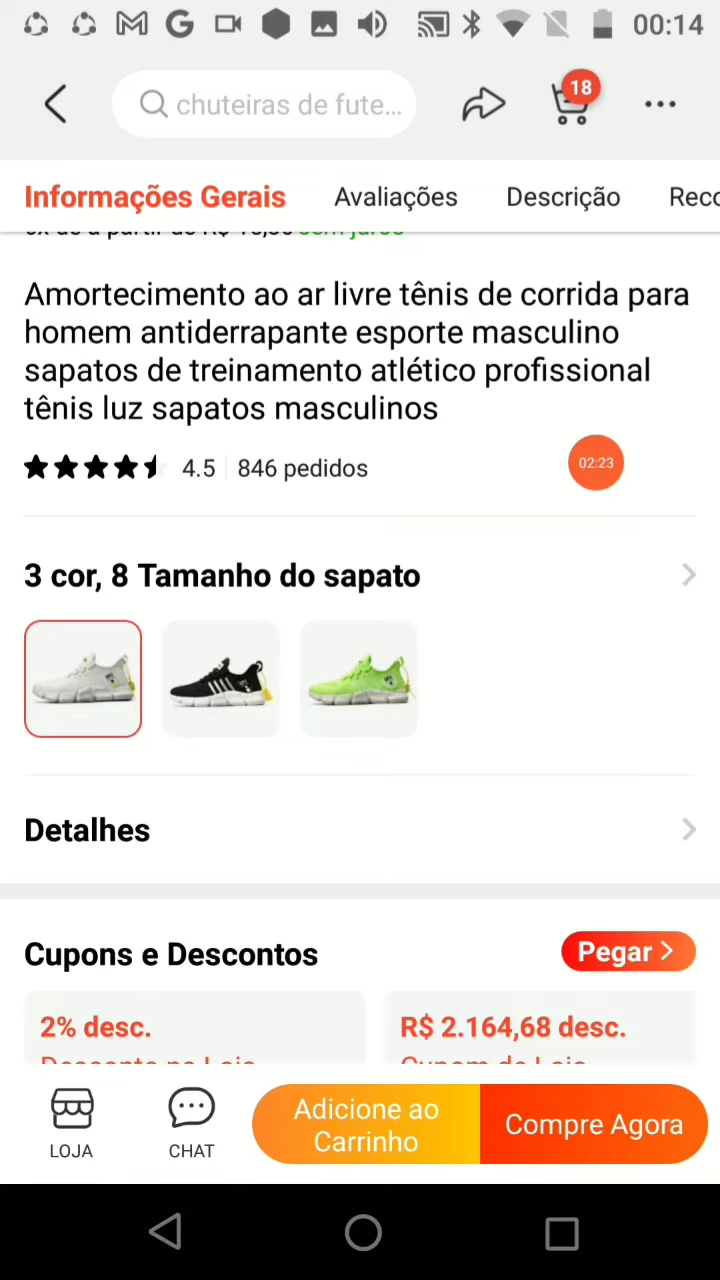 00:14
chuteiras de fute...
18
Informações Gerais
Avaliações
Descrição
Reco
Amortecimento ao ar livre tênis de corrida para
homem antiderrapante esporte masculino
sapatos de treinamento atlético profissional
tênis luz sapatos masculinos
4.5
846 pedidos
02:23
3 cor, 8 Tamanho do sapato
Detalhes
Cupons e Descontos
Pegar
2% desc.
R$ 2.164,68 desc.
LOJA
CHAT
Adicione ao
Carrinho
Compre Agora